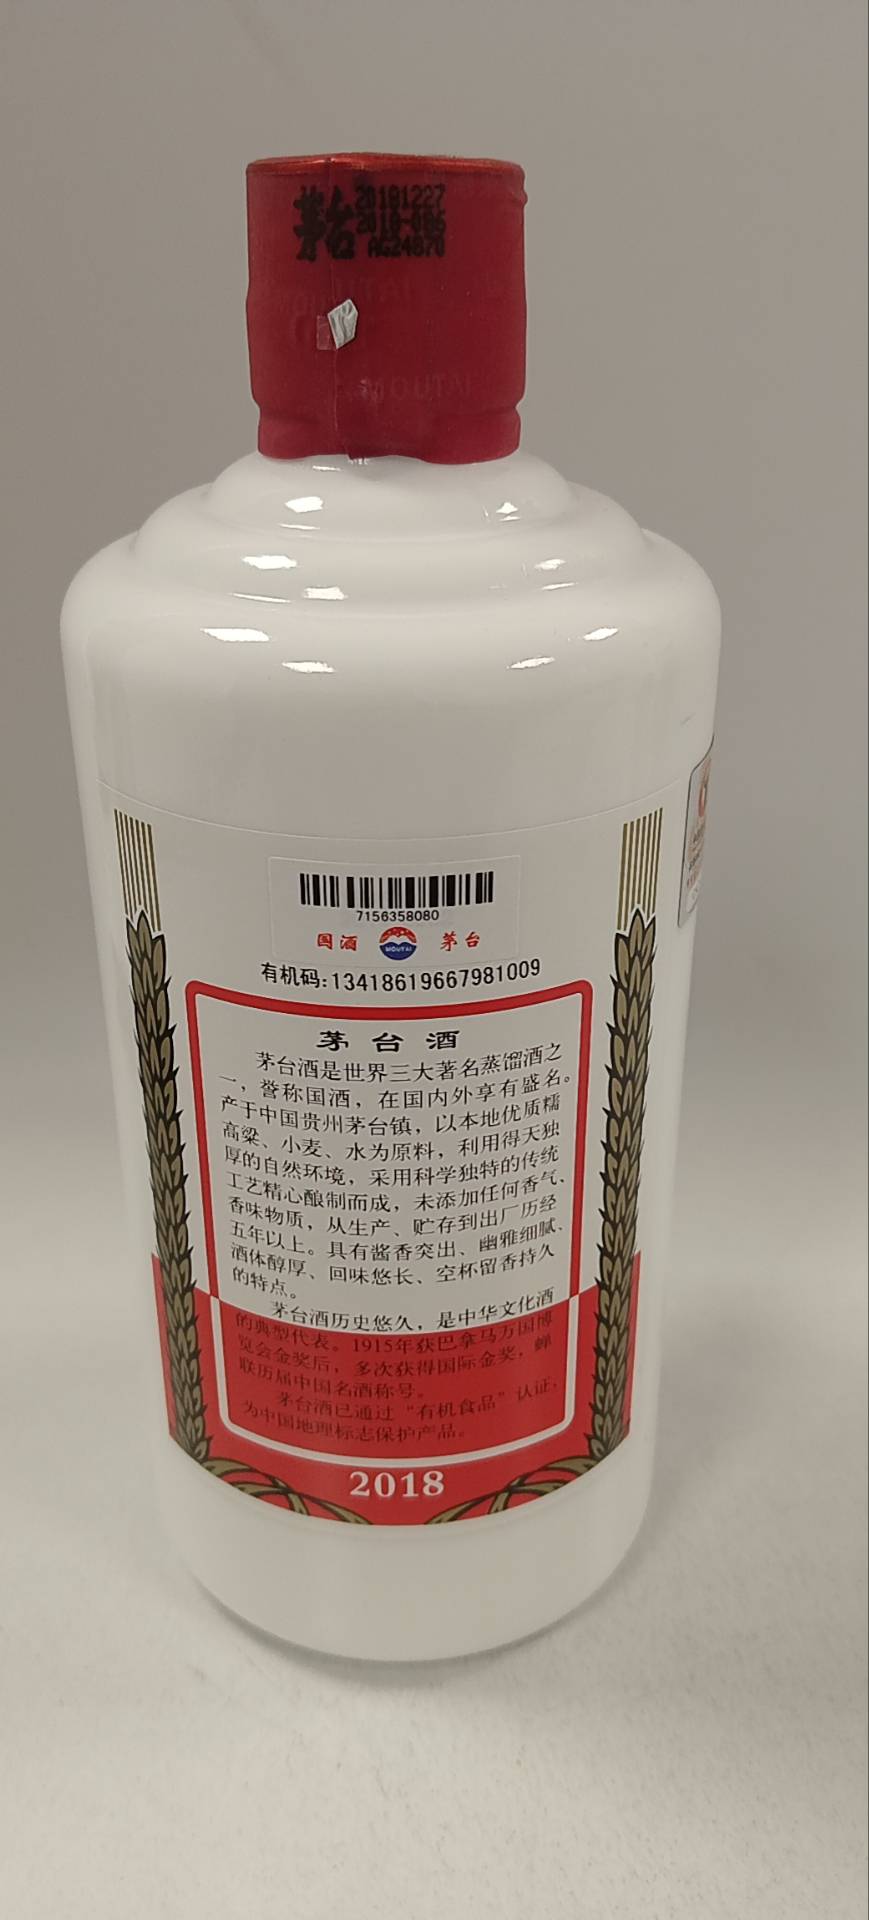 茅台
20181227
2018-086
AG24870
MOUTAI
7156358080
国酒 MOUTAI 茅台
有机码:13418619667981009
茅台酒
茅台酒是世界三大著名蒸馏酒之
一，誉称国酒，在国内外享有盛名。
产于中国贵州茅台镇，以本地优质糯
高粱、小麦、水为原料，利用得天独
厚的自然环境，采用科学独特的传统
工艺精心酿制而成，未添加任何香气、
香味物质，从生产、贮存到出厂历经
五年以上。具有酱香突出、幽雅细腻、
酒体醇厚、回味悠长、空杯留香持久
的特点。
茅台酒历史悠久，是中华文化酒
的典型代表。1915年获巴拿马万国博
览会金奖后，多次获得国际金奖，蝉
联历届中国名酒称号。
茅台酒已通过“有机食品”认证，
为中国地理标志保护产品。
2018